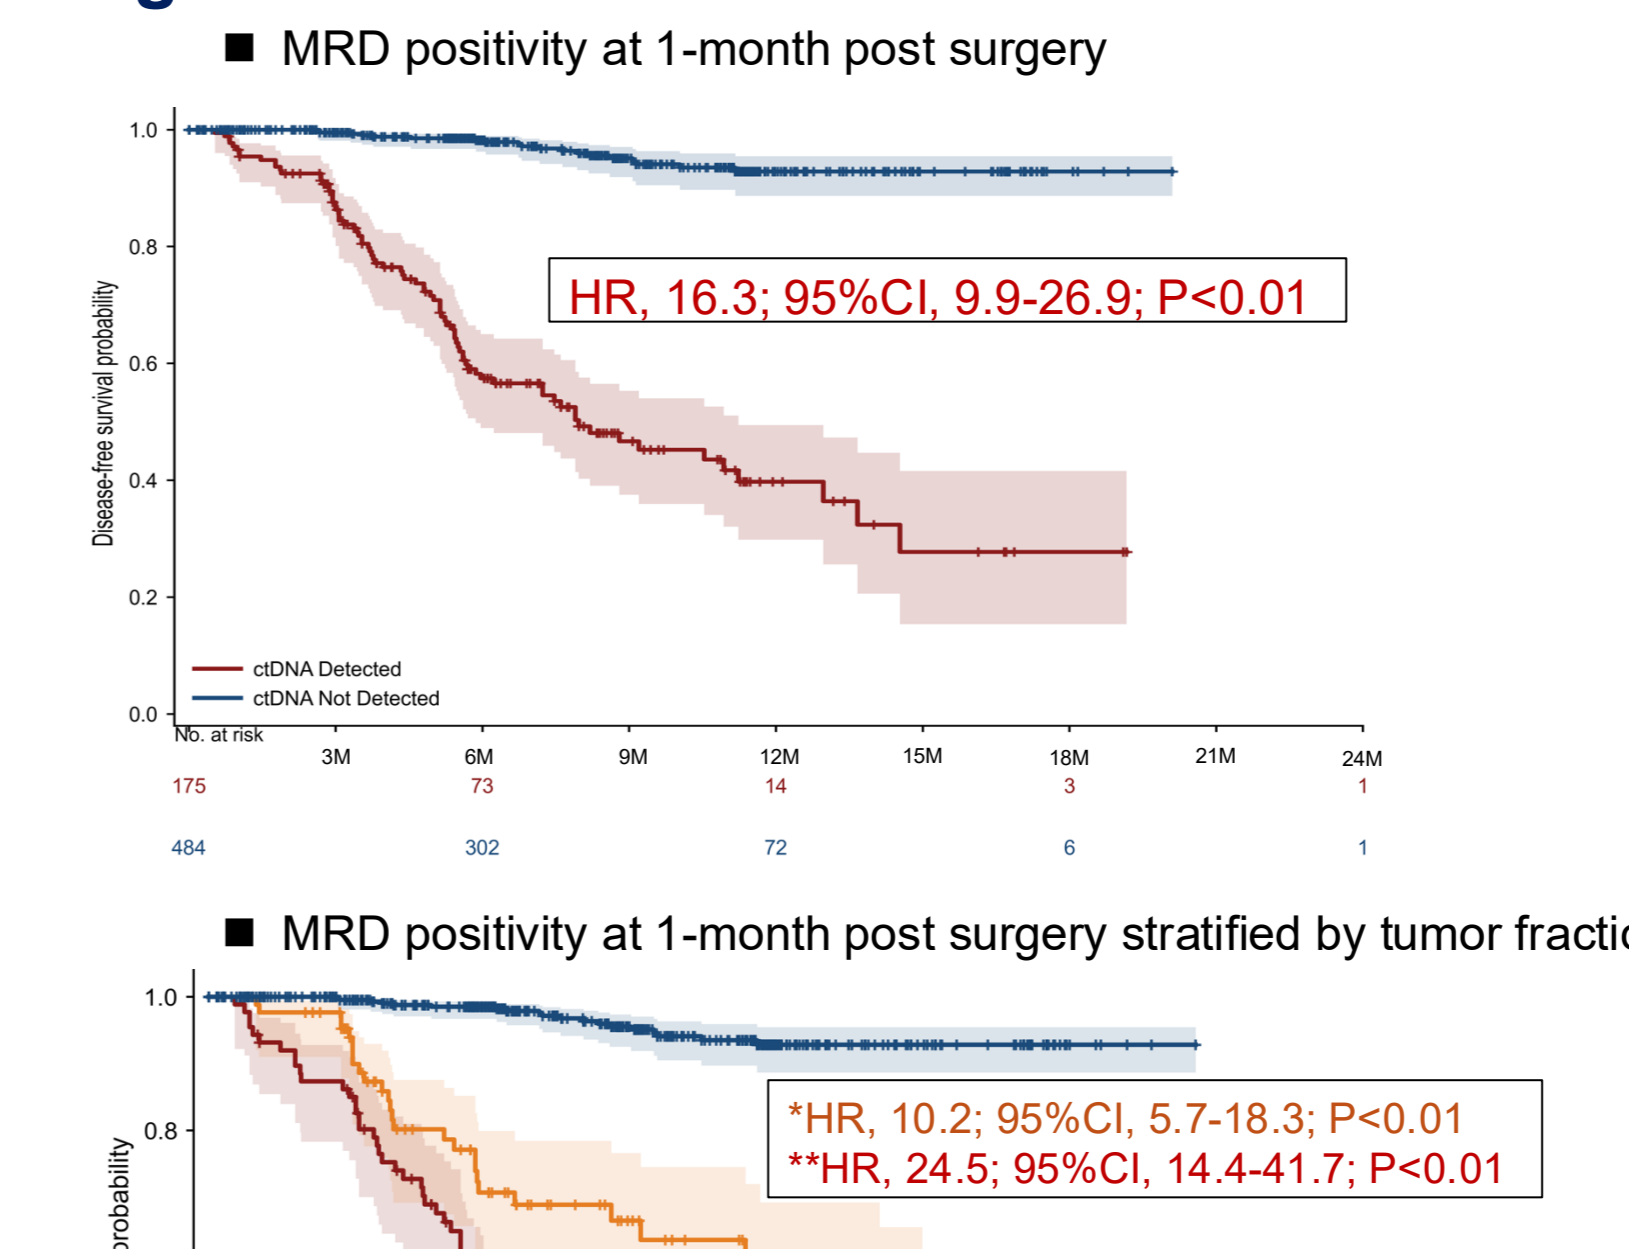 ■ MRD positivity at 1-month post surgery
1.0
0.8
0.6
0.4
0.2
0.0
Disease-free survival probability
HR, 16.3; 95%CI, 9.9-26.9; P<0.01
ctDNA Detected
ctDNA Not Detected
No. at risk
3M 6M 9M 12M 15M 18M 21M 24M
175 73 14 3 1
484 302 72 6 1
■ MRD positivity at 1-month post surgery stratified by tumor
1.0
0.8
probability
*HR, 10.2; 95%CI, 5.7-18.3; P<0.01
**HR, 24.5; 95%CI, 14.4-41.7; P<0.01